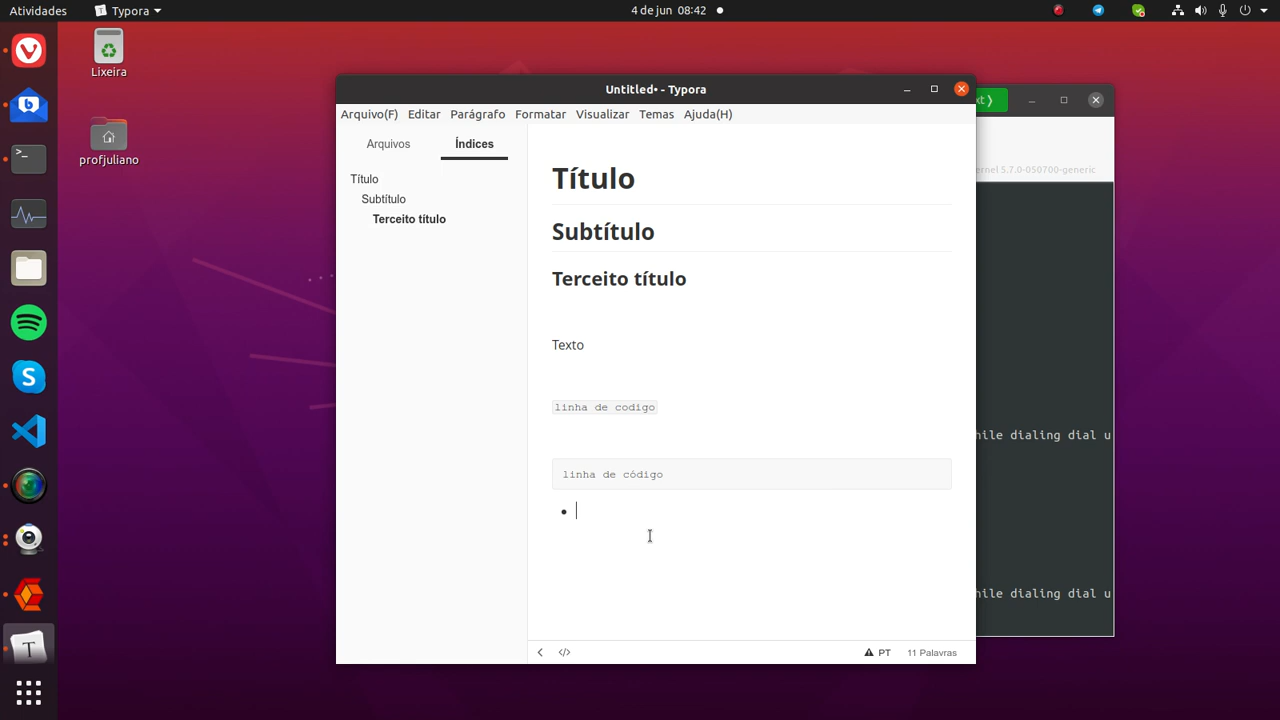 Atividades
Typora
4 de jun 08:42
Lixeira
profjuliano
Untitled• - Typora
Arquivo(F) Editar Parágrafo Formatar Visualizar Temas Ajuda(H)
Arquivos Índices
Título
Subtítulo
Terceito título
Título
Subtítulo
Terceito título
Texto
linha de codigo
linha de código
PT
11 Palavras
xt)
ernel 5.7.0-050700-generic
hile dialing dial u
hile dialing dial u